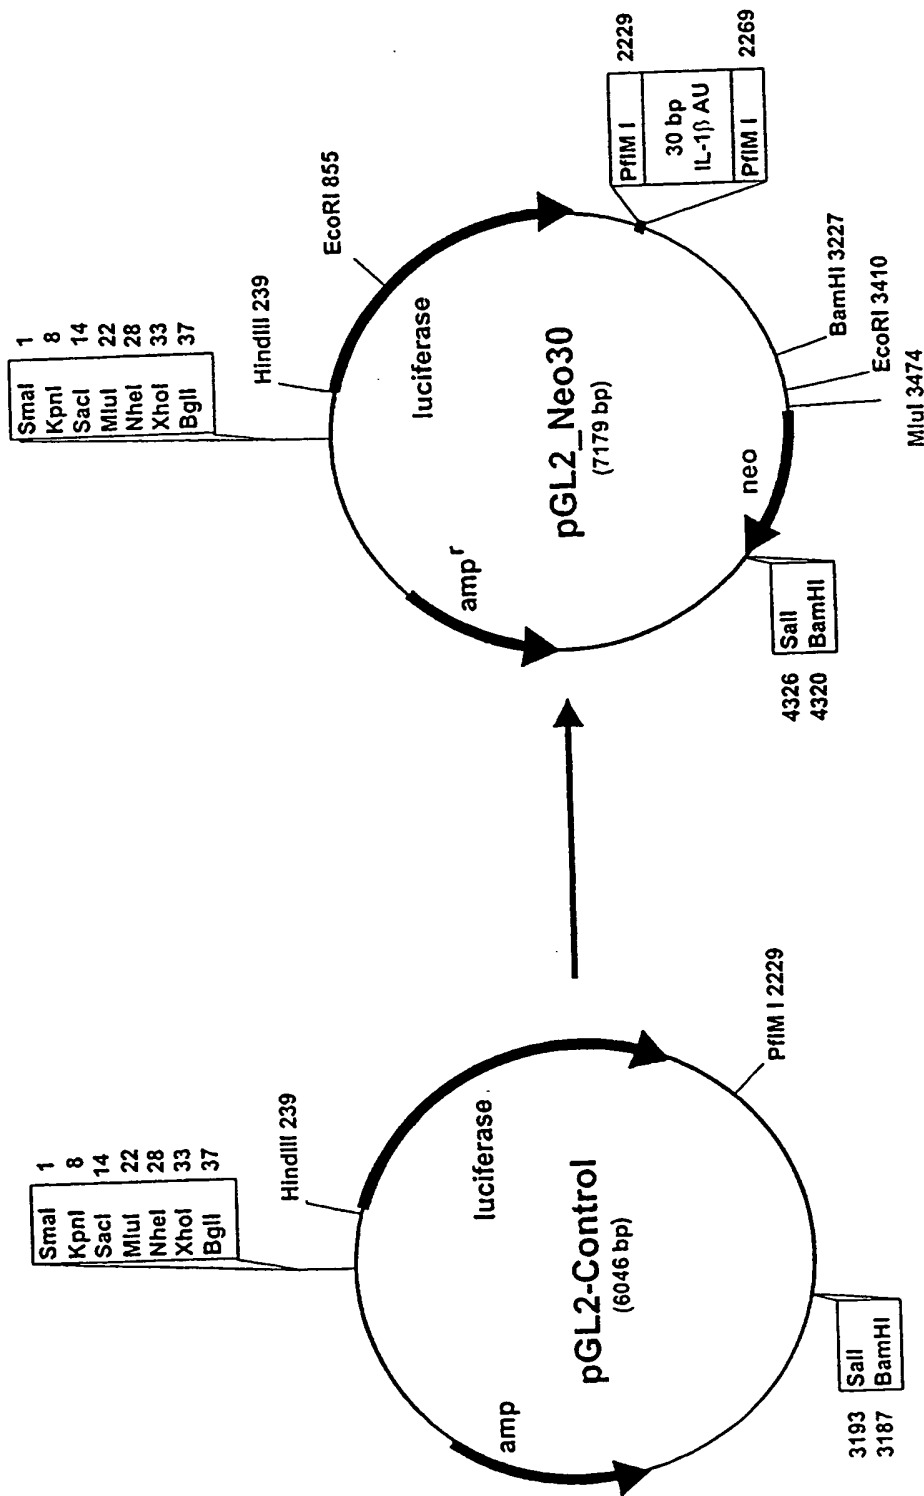 SmaI 1
KpnI 8
SacI 14
MluI 22
NheI 28
XhoI 33
BglI 37
HindIII 239
luciferase
amp
pGL2-Control
(6046 bp)
PflM I 2229
3193 SalI
3187 BamHI
SmaI 1
KpnI 8
SacI 14
MluI 22
NheI 28
XhoI 33
BglI 37
HindIII 239
EcoRI 855
luciferase
amp r
pGL2_Neo30
(7179 bp)
PflM I 2229
30 bp
IL-1β AU
PflM I 2269
BamHI 3227
EcoRI 3410
MluI 3474
neo
4326 SalI
4320 BamHI